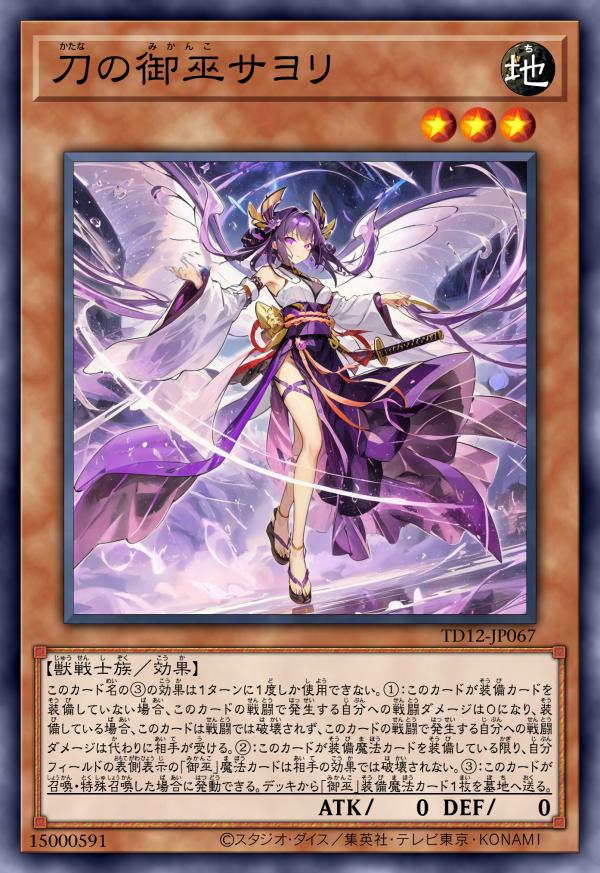 刀の御巫サヨリ
地
TD12-JP067
【獣戦士族／効果】
このカード名の③の効果は1ターンに1度しか使用できない。①：このカードが装備カードを
装備していない場合、このカードの戦闘で発生する自分への戦闘ダメージは0になり、装
備している場合、このカードは戦闘では破壊されず、このカードの戦闘で発生する自分への戦闘
ダメージは代わりに相手が受ける。②：このカードが装備魔法カードを装備している限り、自分
フィールドの表側表示の「御巫」魔法カードは相手の効果では破壊されない。③：このカードが
召喚・特殊召喚した場合に発動できる。デッキから「御巫」装備魔法カード1枚を墓地へ送る。
ATK/ 0 DEF/ 0
15000591 ©スタジオ・ダイス／集英社・テレビ東京・KONAMI